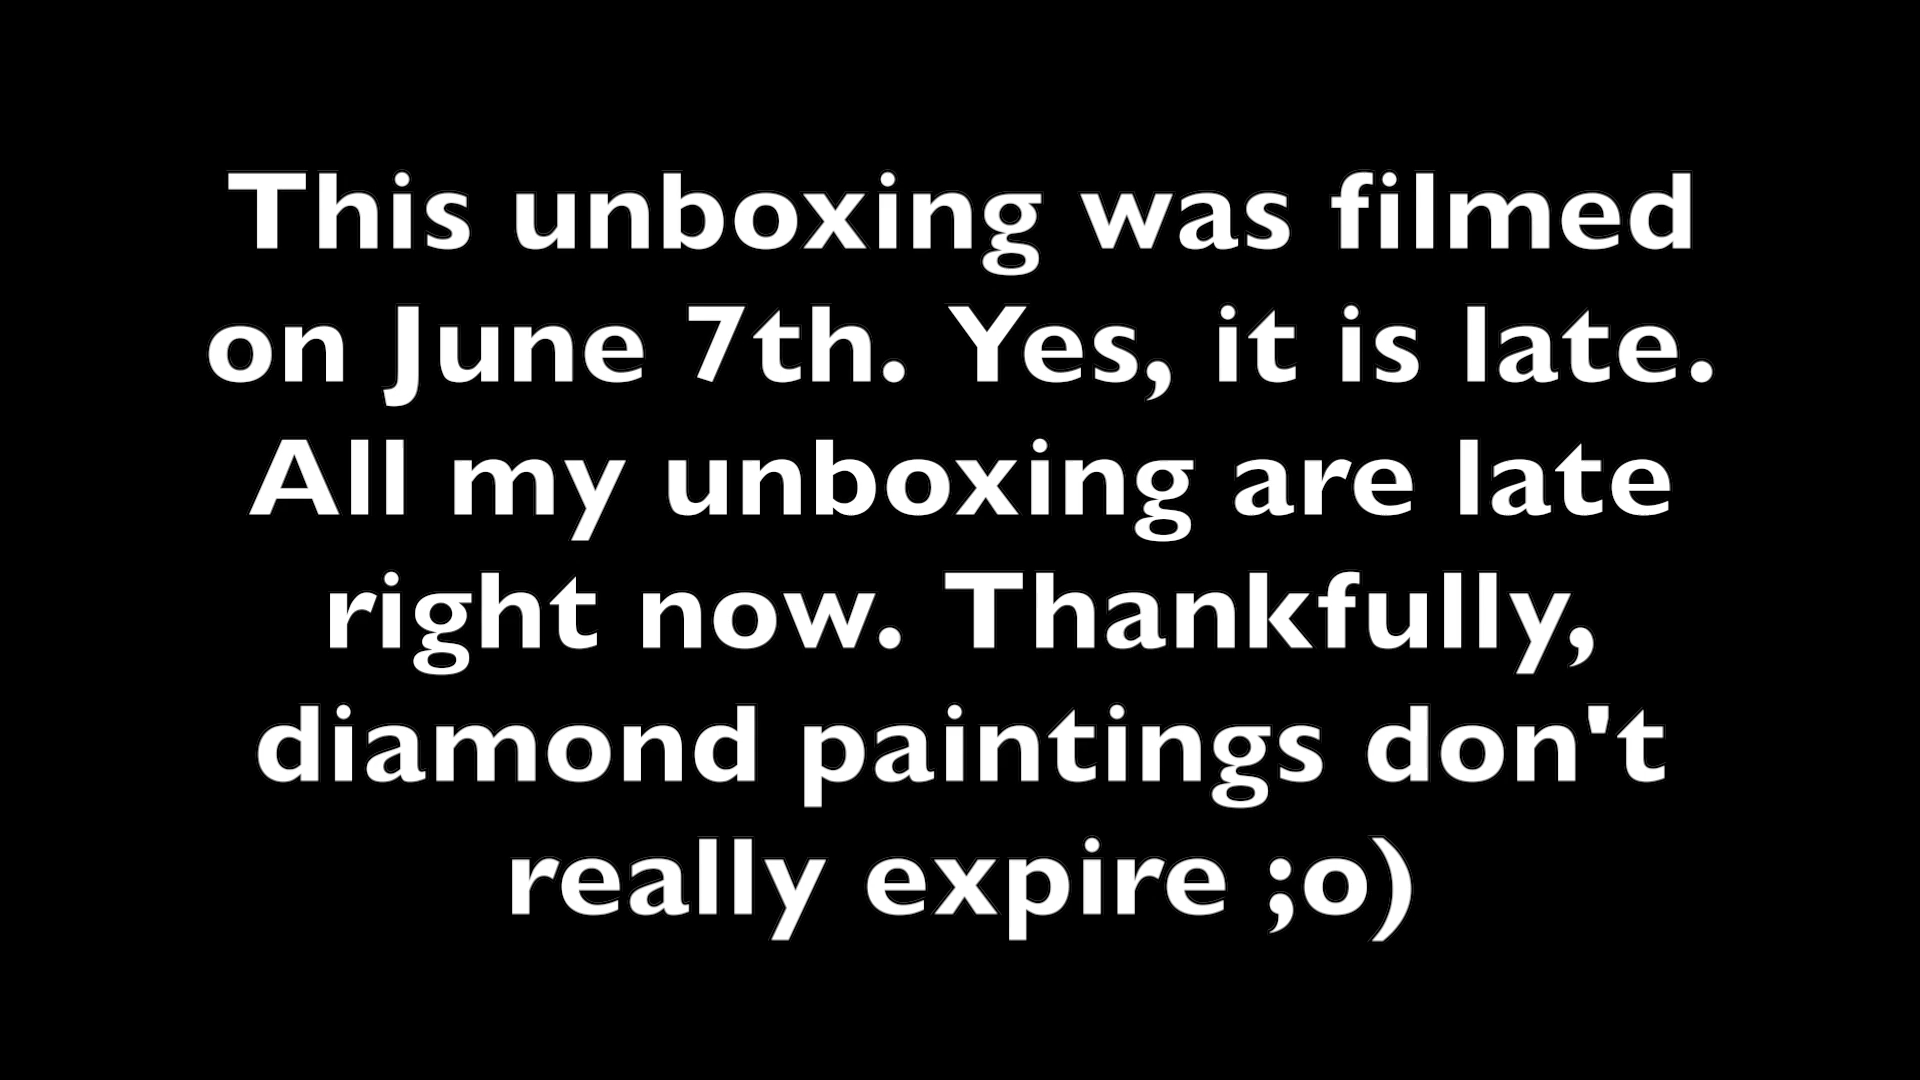 This unboxing was filmed
on June 7th. Yes, it is late.
All my unboxing are late
right now. Thankfully,
diamond paintings don't
really expire ;o)